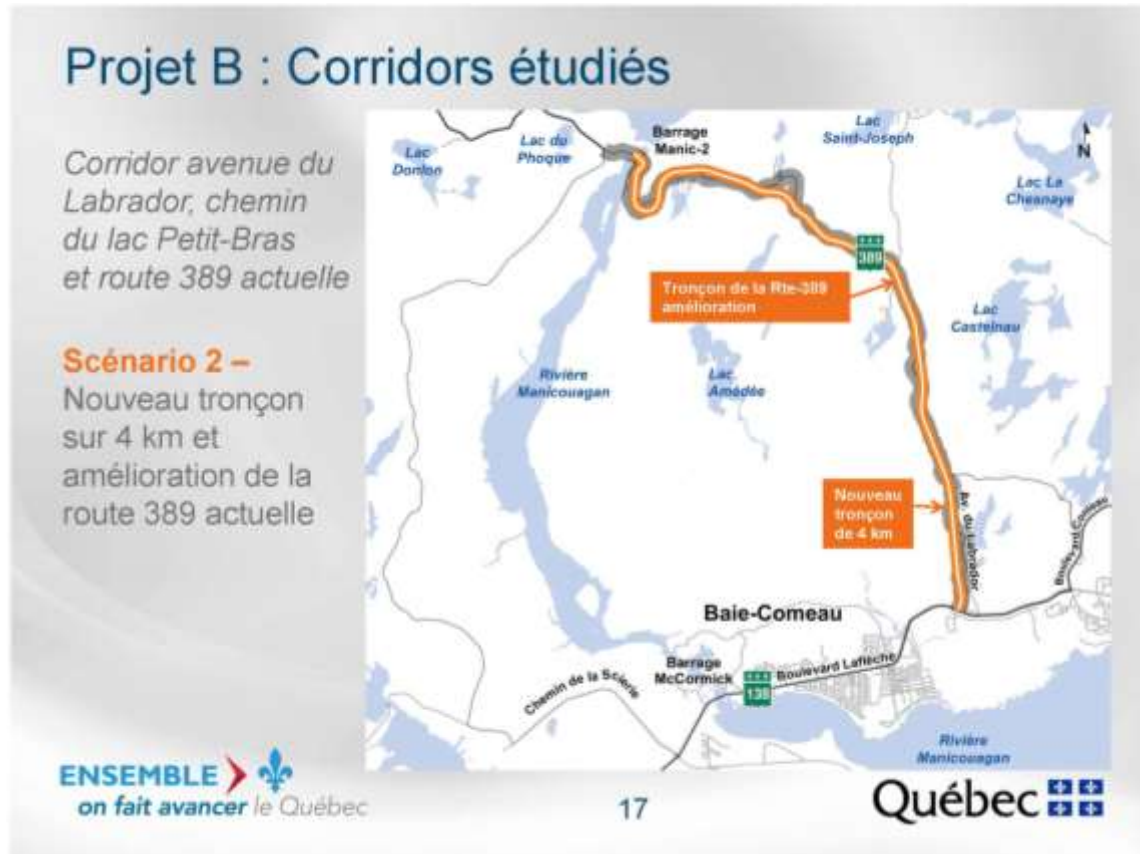 Projet B : Corridors étudiés
Corridor avenue du
Labrador, chemin
du lac Petit-Bras
et route 389 actuelle
Scénario 2 –
Nouveau tronçon
sur 4 km et
amélioration de la
route 389 actuelle
Lac
Donlon
Lac du
Phoque
Barrage
Manic-2
Lac
Saint-Joseph
N
Lac La
Chesnaye
389
Tronçon de la Rte-389
amélioration
Lac
Castelnau
Rivière
Manicouagan
Lac
Amédée
Nouveau
tronçon
de 4 km
Av. du Labrador
Boulevard Comeau
Baie-Comeau
Barrage
McCormick
Boulevard Laflèche
138
Chemin de la Scierie
Rivière
Manicouagan
ENSEMBLE
on fait avancer le Québec
17
Québec